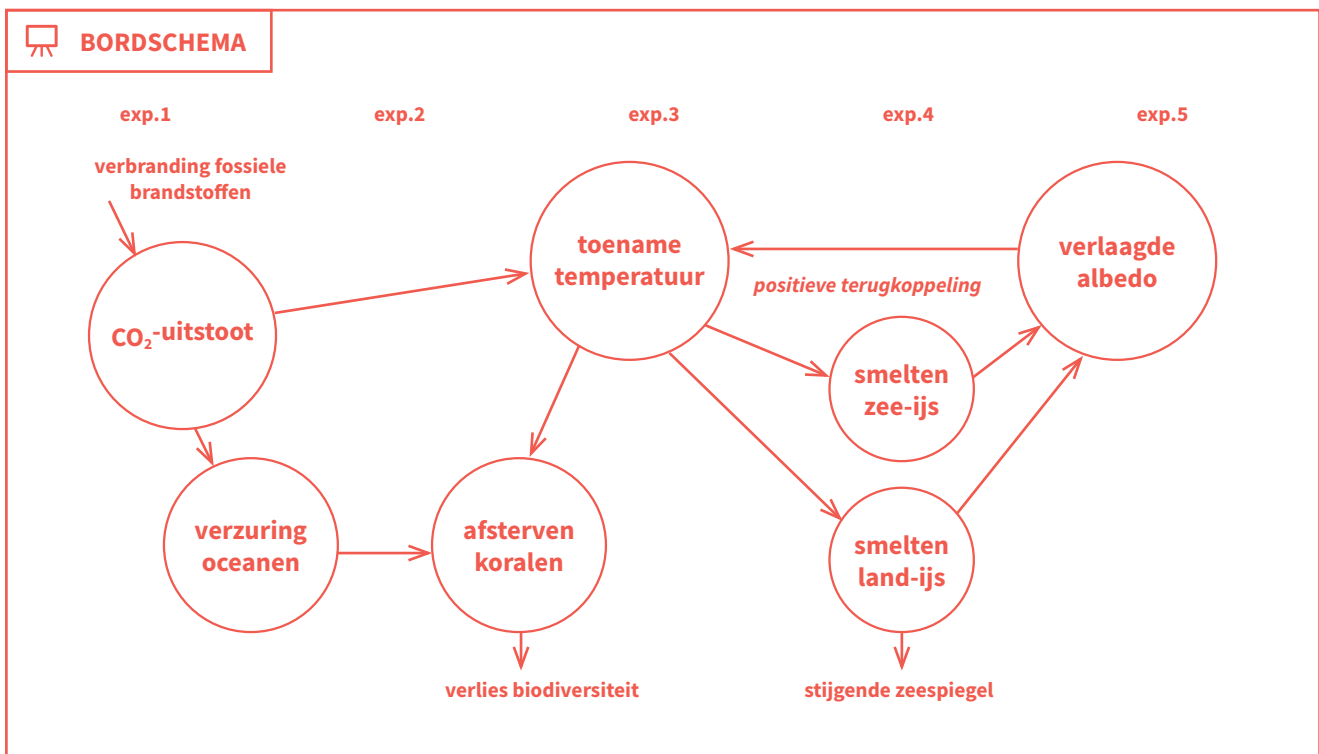 BORDSCHEMA
exp.1 exp.2 exp.3 exp.4 exp.5
verbranding fossiele
brandstoffen
CO₂-uitstoot
toename
temperatuur
verlaagde
albedo
positieve terugkoppeling
smelten
zee-ijs
verzuring
oceanen
afsterven
koralen
smelten
land-ijs
verlies biodiversiteit
stijgende zeespiegel